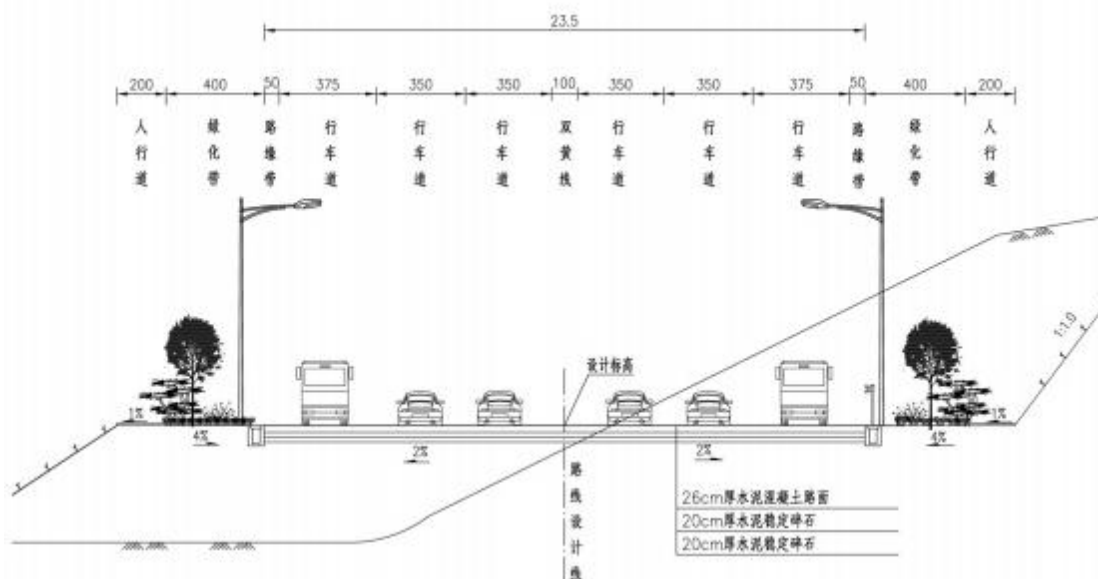 23.5
200 400 50 375 350 350 100 350 350 375 50 400 200
人行道 绿化带 路缘带 行车道 行车道 行车道 双黄线 行车道 行车道 行车道 路缘带 绿化带 人行道
1:1.0
设计标高
1% 1%
4% 4%
2% 2%
路线设计线
26cm厚水泥混凝土路面
20cm厚水泥稳定碎石
20cm厚水泥稳定碎石